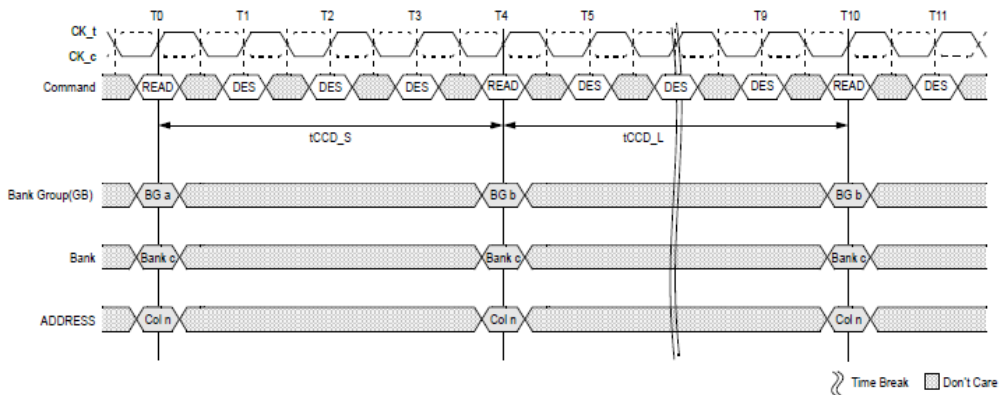 T0 T1 T2 T3 T4 T5 T9 T10 T11
CK_t
CK_c
Command READ DES DES DES READ DES DES DES READ DES
tCCD_S tCCD_L
Bank Group(GB) BG a BG b BG b
Bank Bank c Bank c Bank c
ADDRESS Col n Col n Col n
Time Break Don't Care